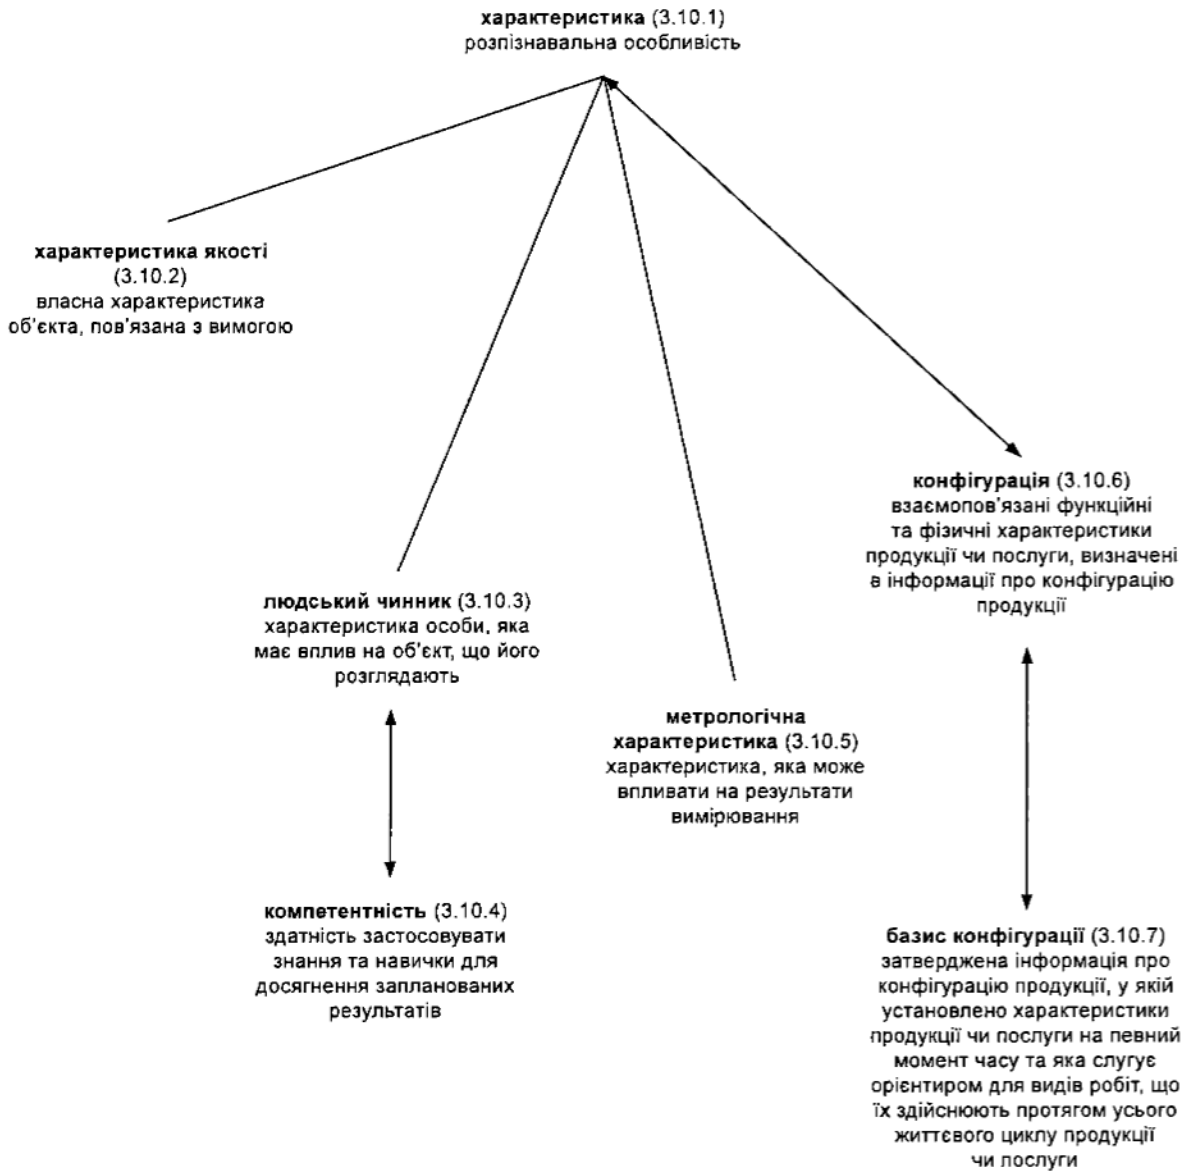 характеристика (3.10.1)
розпізнавальна особливість
характеристика якості
(3.10.2)
власна характеристика
об’єкта, пов’язана з вимогою
конфігурація (3.10.6)
взаємопов’язані функційні
та фізичні характеристики
продукції чи послуги, визначені
в інформації про конфігурацію
продукції
людський чинник (3.10.3)
характеристика особи, яка
має вплив на об’єкт, що його
розглядають
метрологічна
характеристика (3.10.5)
характеристика, яка може
впливати на результати
вимірювання
компетентність (3.10.4)
здатність застосовувати
знання та навички для
досягнення запланованих
результатів
базис конфігурації (3.10.7)
затверджена інформація про
конфігурацію продукції, у якій
установлено характеристики
продукції чи послуги на певний
момент часу та яка слугує
орієнтиром для видів робіт, що
їх здійснюють протягом усього
життєвого циклу продукції
чи послуги